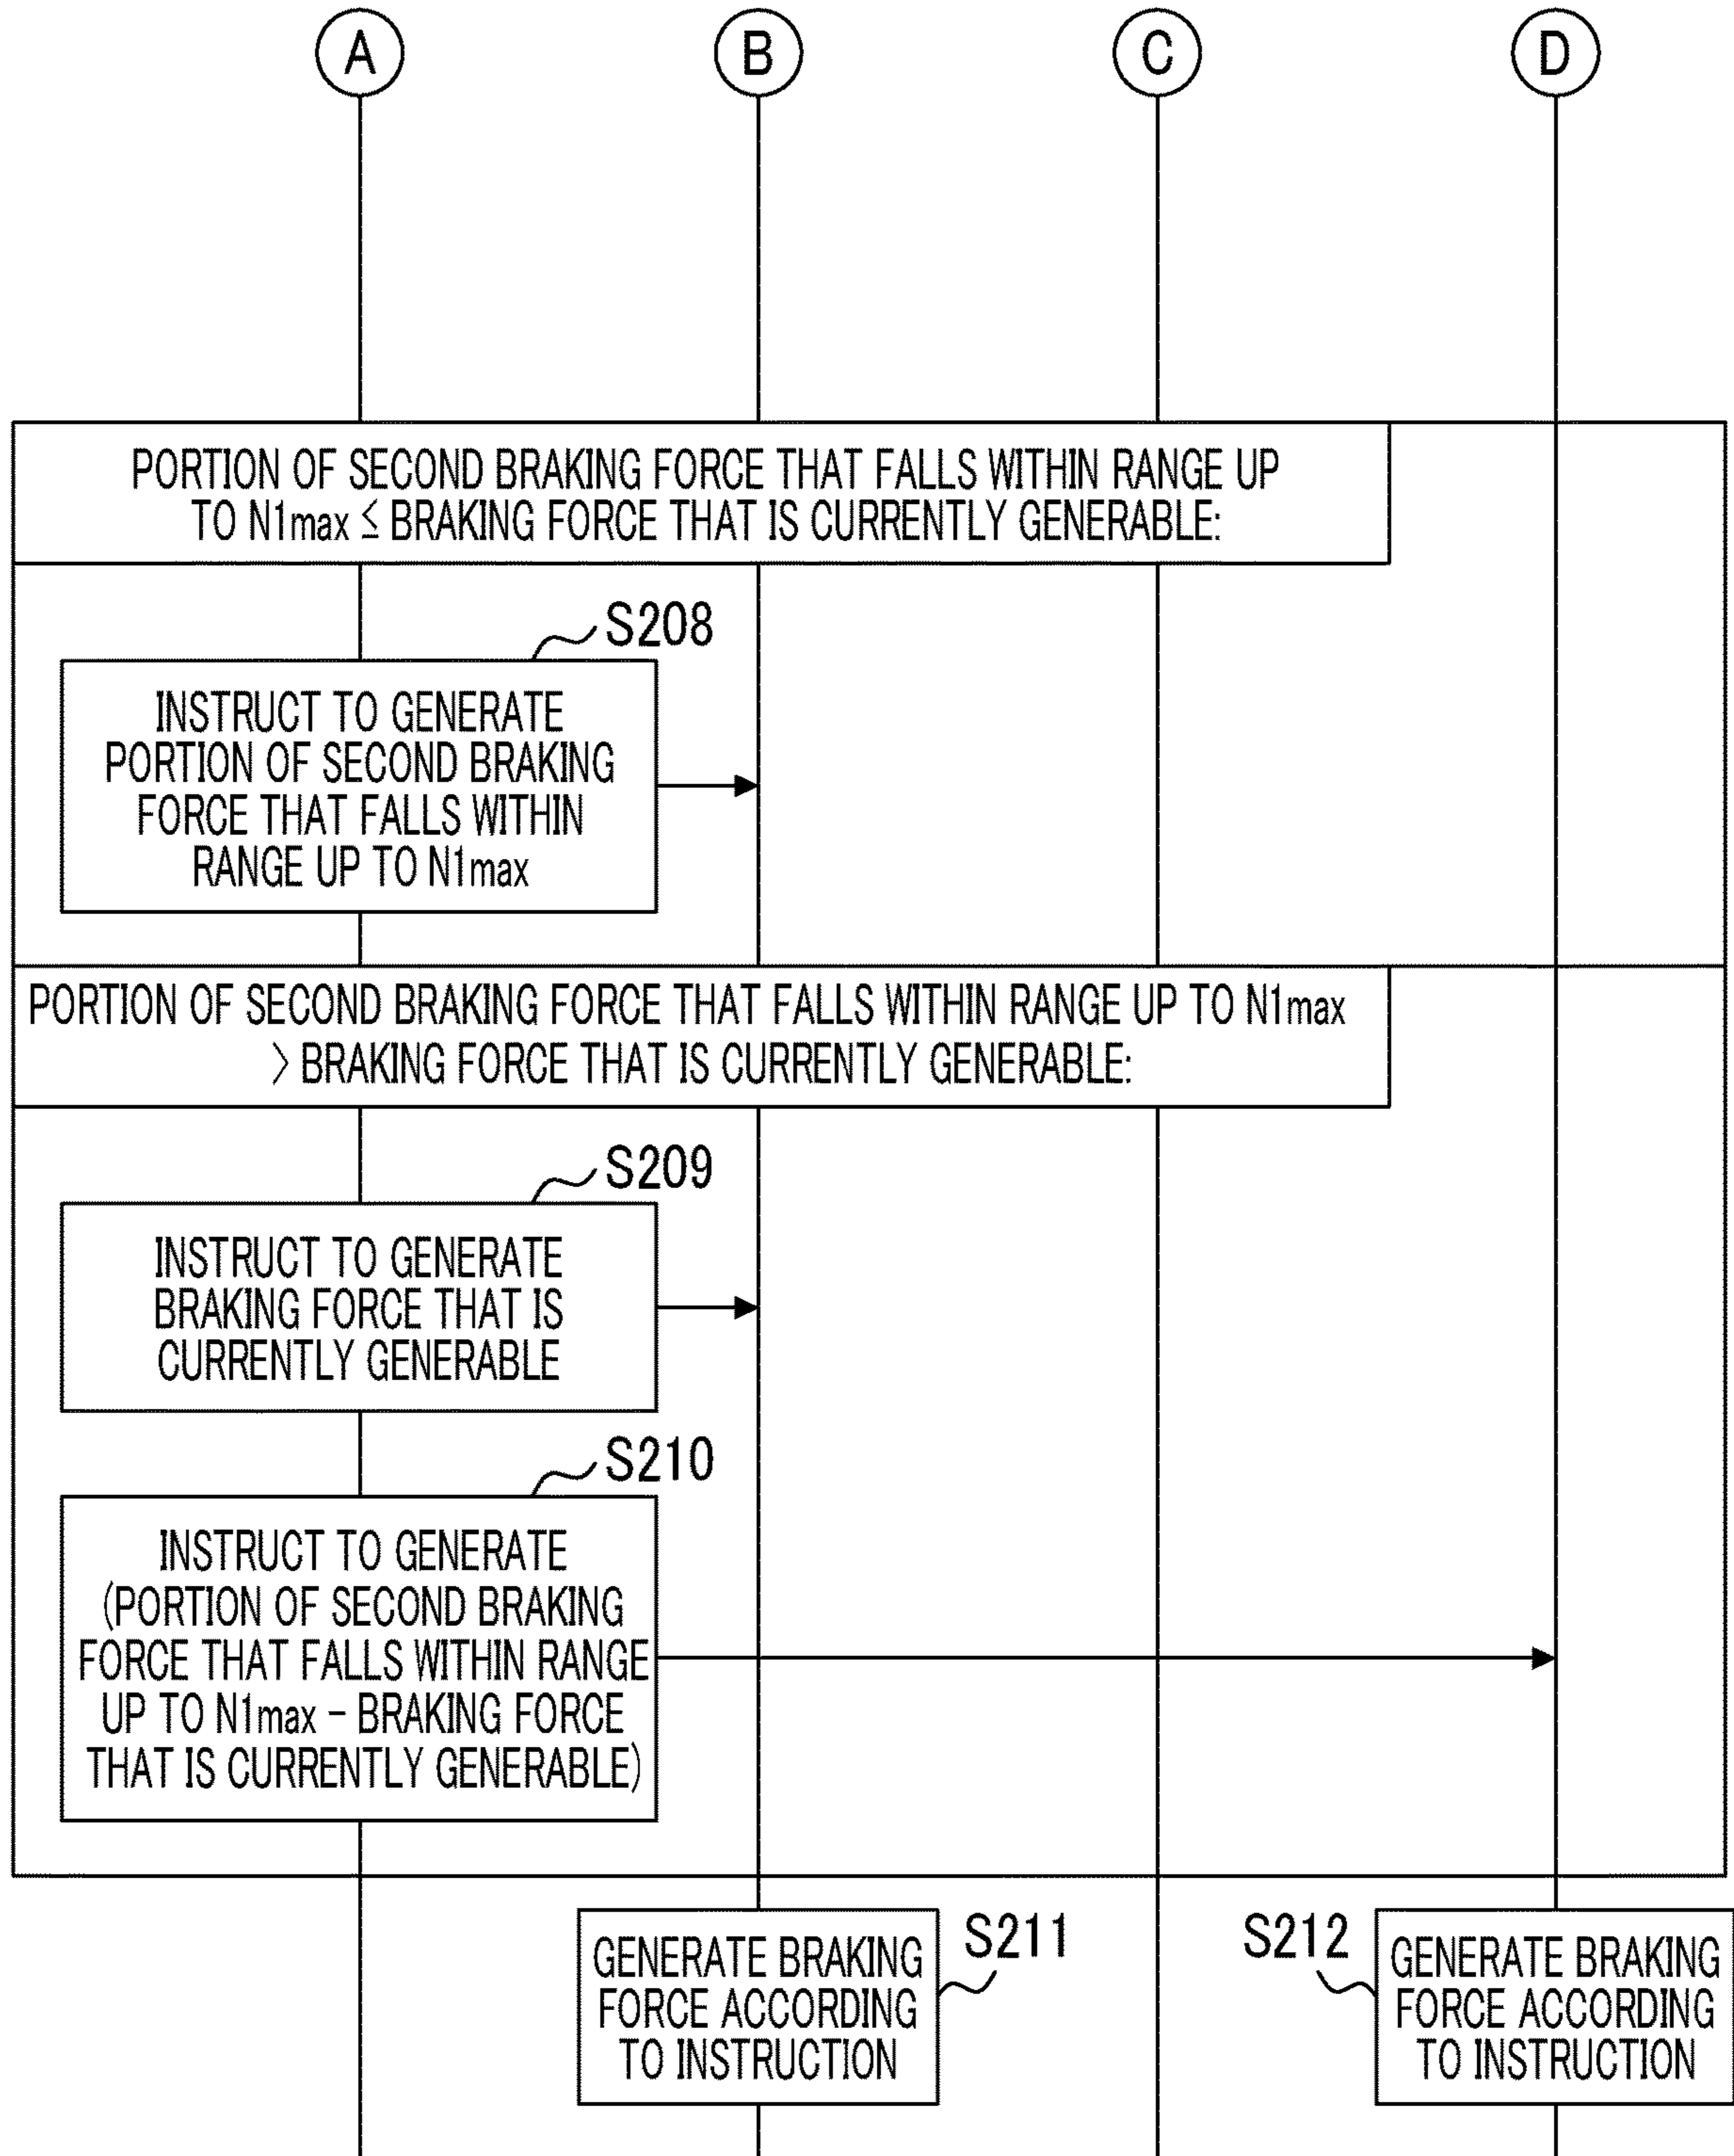 A
B
C
D
PORTION OF SECOND BRAKING FORCE THAT FALLS WITHIN RANGE UP
TO N1max ≤ BRAKING FORCE THAT IS CURRENTLY GENERABLE:
S208
INSTRUCT TO GENERATE
PORTION OF SECOND BRAKING
FORCE THAT FALLS WITHIN
RANGE UP TO N1max
PORTION OF SECOND BRAKING FORCE THAT FALLS WITHIN RANGE UP TO N1max
> BRAKING FORCE THAT IS CURRENTLY GENERABLE:
S209
INSTRUCT TO GENERATE
BRAKING FORCE THAT IS
CURRENTLY GENERABLE
S210
INSTRUCT TO GENERATE
(PORTION OF SECOND BRAKING
FORCE THAT FALLS WITHIN RANGE
UP TO N1max − BRAKING FORCE
THAT IS CURRENTLY GENERABLE)
GENERATE BRAKING
FORCE ACCORDING
TO INSTRUCTION
S211
S212
GENERATE BRAKING
FORCE ACCORDING
TO INSTRUCTION